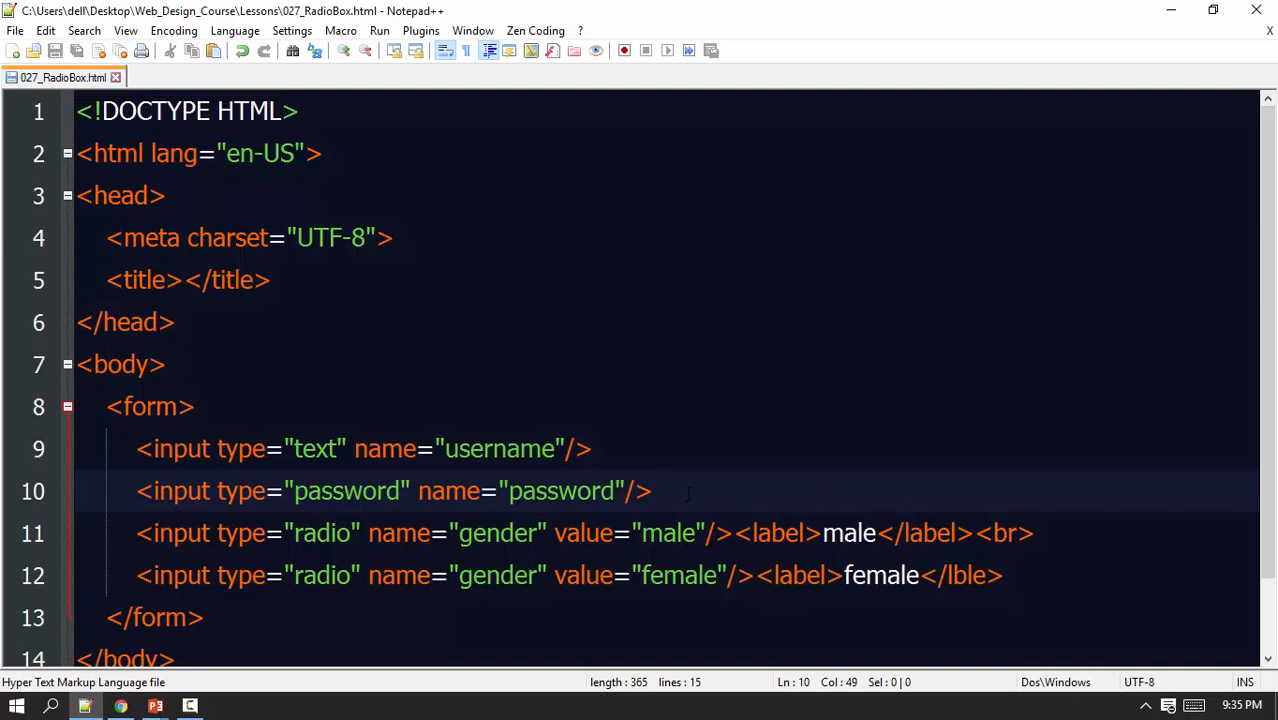 C:\Users\dell\Desktop\Web_Design_Course\Lessons\027_RadioBox.html - Notepad++
File Edit Search View Encoding Language Settings Macro Run Plugins Window Zen Coding ? X
027_RadioBox.html
1 <!DOCTYPE HTML>
2 <html lang="en-US">
3 <head>
4 <meta charset="UTF-8">
5 <title></title>
6 </head>
7 <body>
8 <form>
9 <input type="text" name="username"/>
10 <input type="password" name="password"/>
11 <input type="radio" name="gender" value="male"/><label>male</label><br>
12 <input type="radio" name="gender" value="female"/><label>female</lble>
13 </form>
14 </body>
Hyper Text Markup Language file length : 365 lines : 15 Ln : 10 Col : 49 Sel : 0 | 0 Dos\Windows UTF-8 INS
9:35 PM